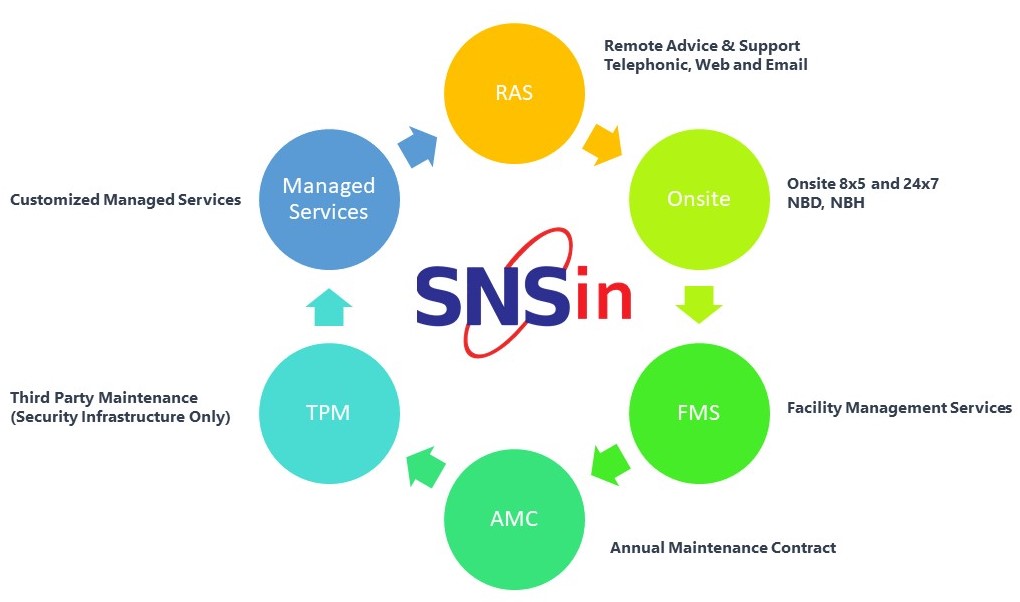 RAS
Remote Advice & Support
Telephonic, Web and Email
Onsite
Onsite 8x5 and 24x7
NBD, NBH
FMS
Facility Management Services
AMC
Annual Maintenance Contract
TPM
Third Party Maintenance
(Security Infrastructure Only)
Managed
Services
Customized Managed Services
SNSin